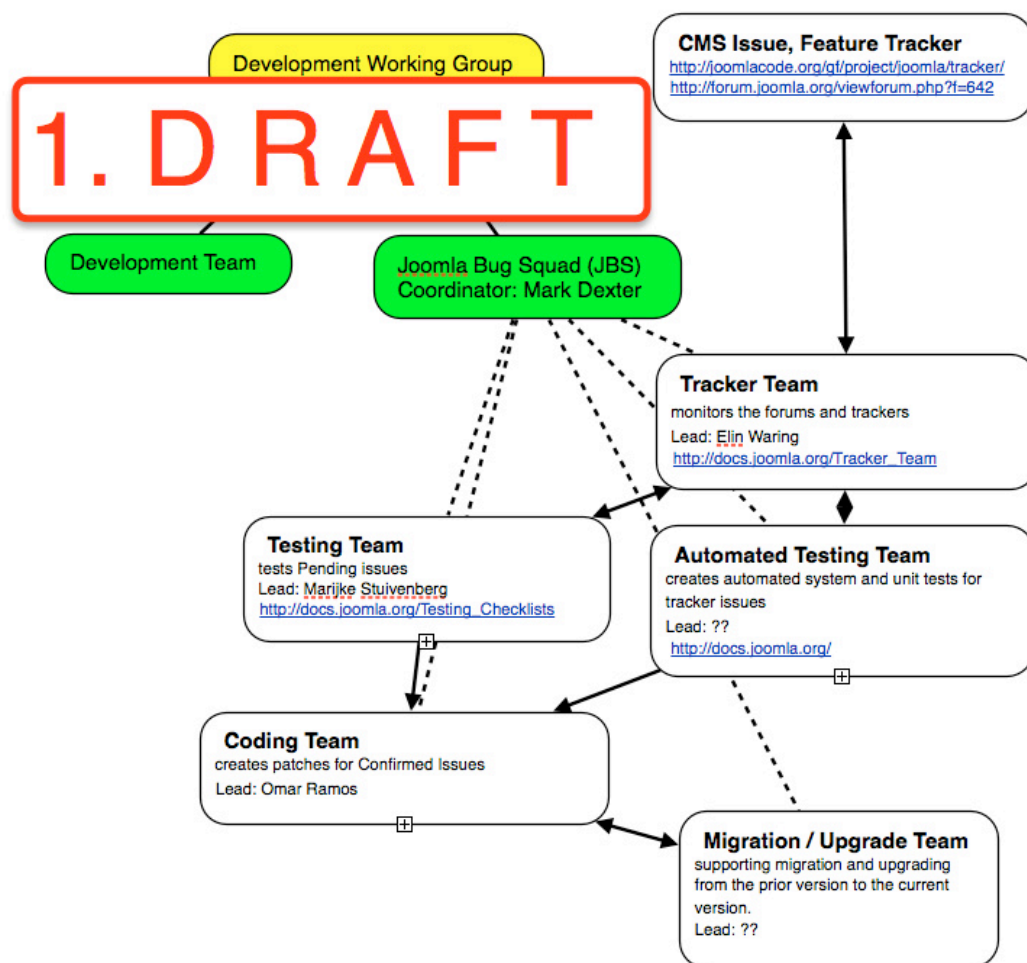 Development Working Group
1. D R A F T
CMS Issue, Feature Tracker
http://joomlacode.org/gf/project/joomla/tracker/
http://forum.joomla.org/viewforum.php?f=642
Development Team
Joomla Bug Squad (JBS)
Coordinator: Mark Dexter
Tracker Team
monitors the forums and trackers
Lead: Elin Waring
http://docs.joomla.org/Tracker_Team
Testing Team
tests Pending issues
Lead: Marijke Stuivenberg
http://docs.joomla.org/Testing_Checklists
Automated Testing Team
creates automated system and unit tests for
tracker issues
Lead: ??
http://docs.joomla.org/
Coding Team
creates patches for Confirmed Issues
Lead: Omar Ramos
Migration / Upgrade Team
supporting migration and upgrading
from the prior version to the current
version.
Lead: ??